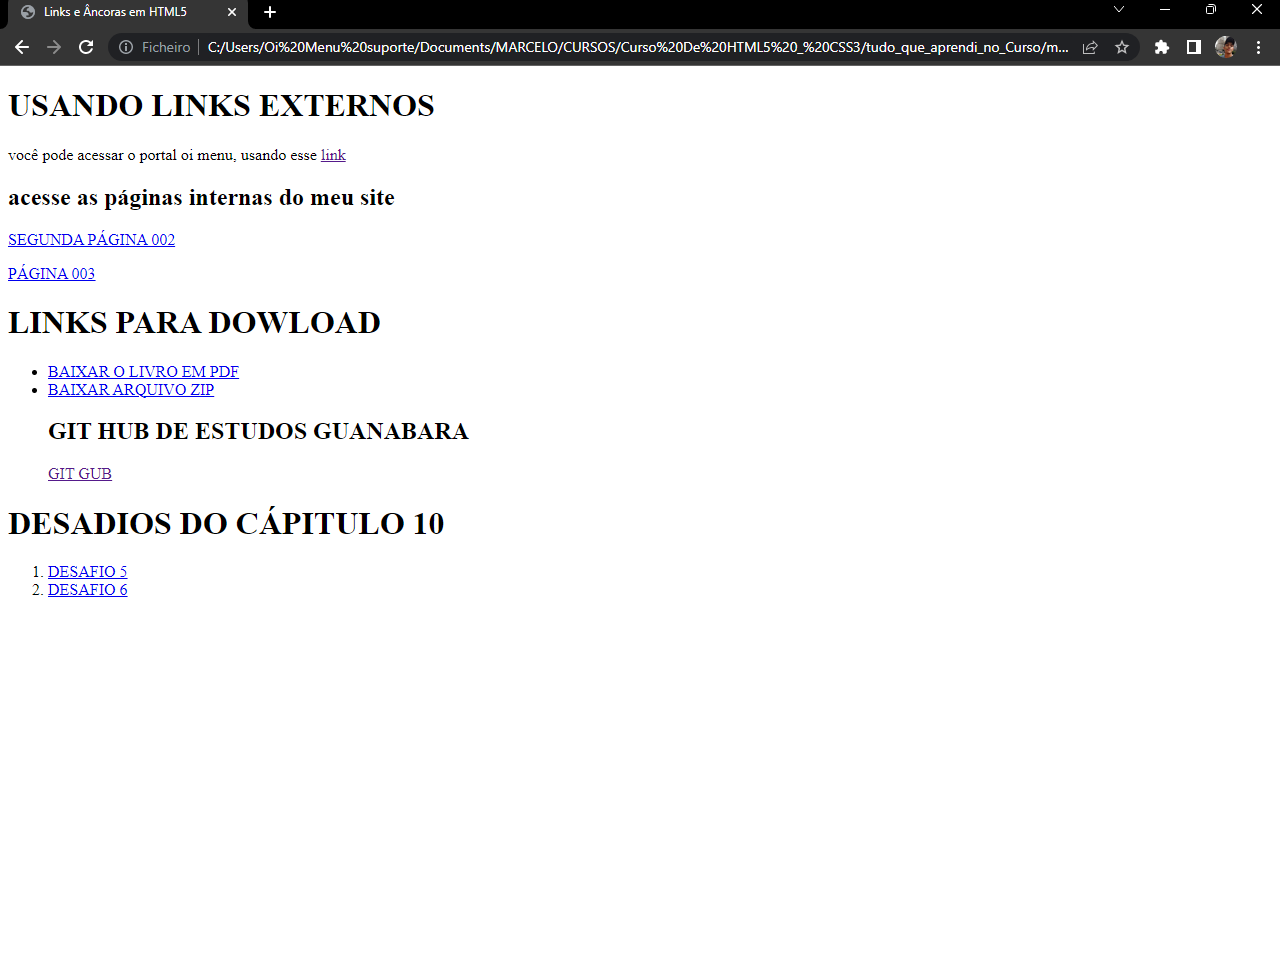 Links e Âncoras em HTML5
Ficheiro | C:/Users/Oi%20Menu%20suporte/Documents/MARCELO/CURSOS/Curso%20De%20HTML5%20_%20CSS3/tudo_que_aprendi_no_Curso/m...
USANDO LINKS EXTERNOS
você pode acessar o portal oi menu, usando esse link
acesse as páginas internas do meu site
SEGUNDA PÁGINA 002
PÁGINA 003
LINKS PARA DOWLOAD
• BAIXAR O LIVRO EM PDF
• BAIXAR ARQUIVO ZIP
GIT HUB DE ESTUDOS GUANABARA
GIT GUB
DESADIOS DO CÁPITULO 10
1. DESAFIO 5
2. DESAFIO 6